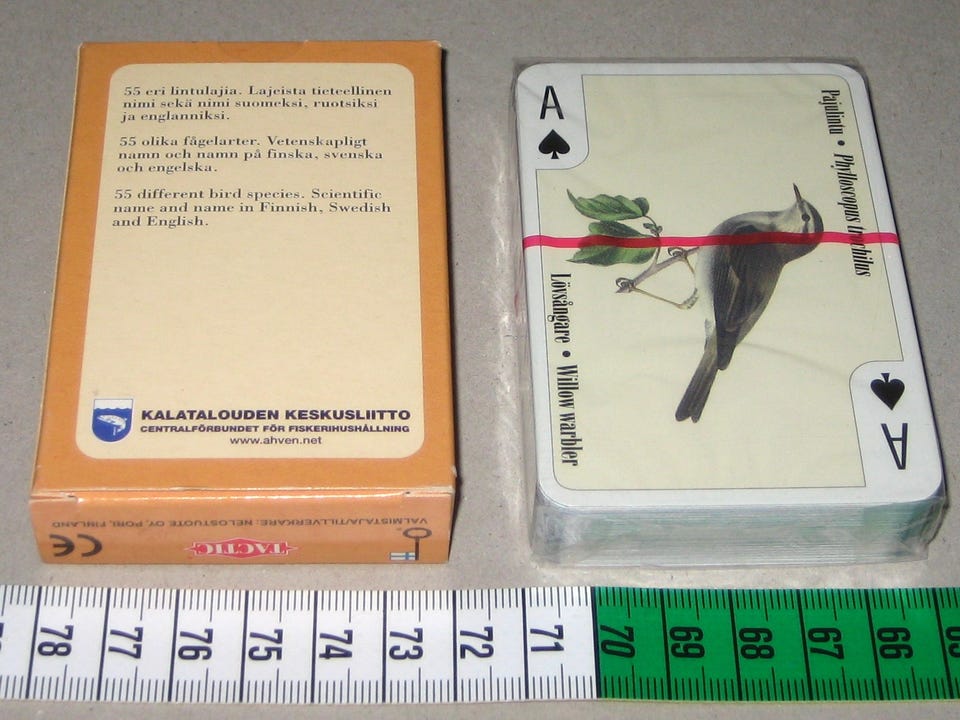 55 eri lintulajia. Lajeista tieteellinen
nimi sekä nimi suomeksi, ruotsiksi
ja englanniksi.
55 olika fågelarter. Vetenskapligt
namn och namn på finska, svenska
och engelska.
55 different bird species. Scientific
name and name in Finnish, Swedish
and English.
KALATALOUDEN KESKUSLIITTO
CENTRALFÖRBUNDET FÖR FISKERIHUSHÅLLNING
www.ahven.net
VALMISTAJA/TILLVERKARE: NELOSTUOTE OY, PORI, FINLAND
TACTIC
CE
A
Pajulintu • Phylloscopus trochilus
Lövsångare • Willow warbler
A
78 77 76 75 74 73 72 71 70 69 68 67 66